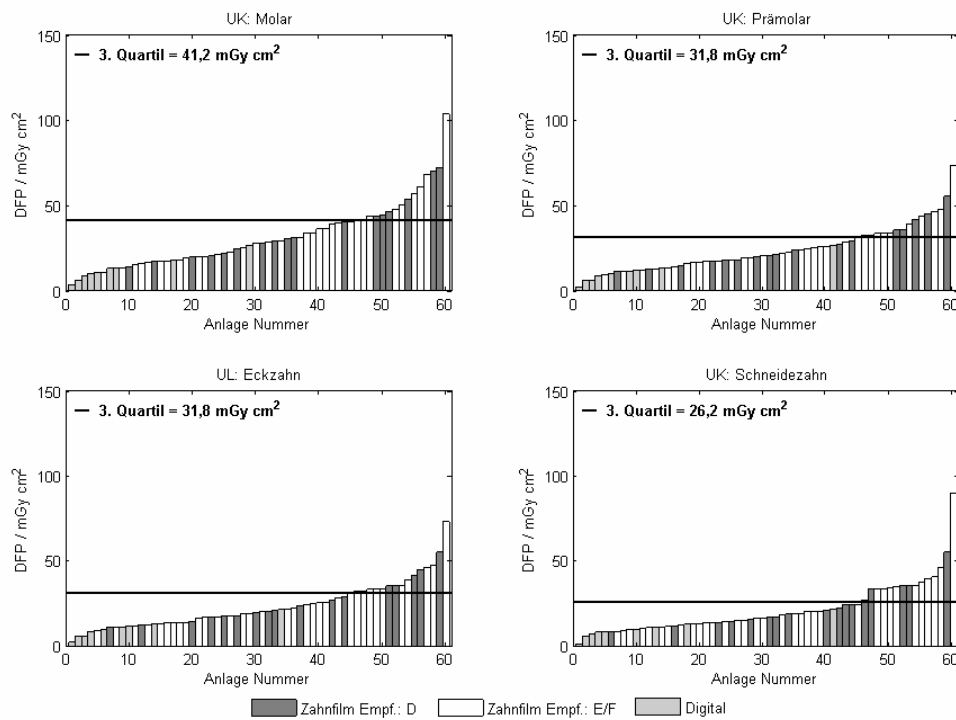 UK: Molar
150
100
50
0
3. Quartil = 41,2 mGy cm²
DFP / mGy cm²
0 10 20 30 40 50 60
Anlage Nummer
UK: Prämolar
150
100
50
0
3. Quartil = 31,8 mGy cm²
DFP / mGy cm²
0 10 20 30 40 50 60
Anlage Nummer
UL: Eckzahn
150
100
50
0
3. Quartil = 31,8 mGy cm²
DFP / mGy cm²
0 10 20 30 40 50 60
Anlage Nummer
UK: Schneidezahn
150
100
50
0
3. Quartil = 26,2 mGy cm²
DFP / mGy cm²
0 10 20 30 40 50 60
Anlage Nummer
Zahnfilm Empf.: D Zahnfilm Empf.: E/F Digital